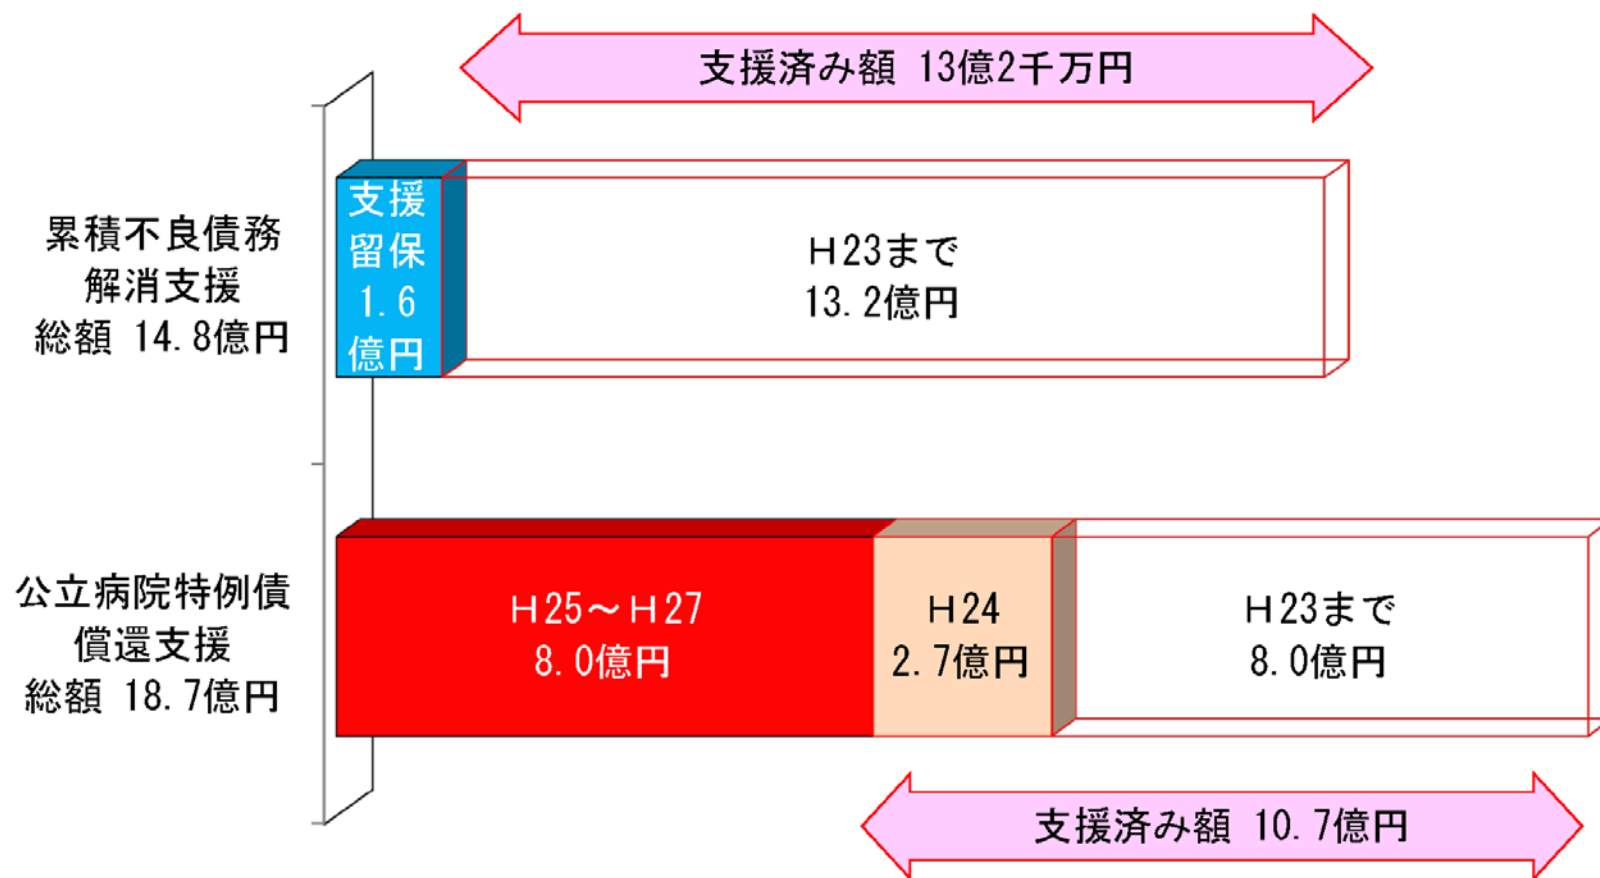 支援済み額 13億2千万円
累積不良債務
解消支援
総額 14.8億円
支援
留保
1.6
億円
H23まで
13.2億円
公立病院特例債
償還支援
総額 18.7億円
H25～H27
8.0億円
H24
2.7億円
H23まで
8.0億円
支援済み額 10.7億円